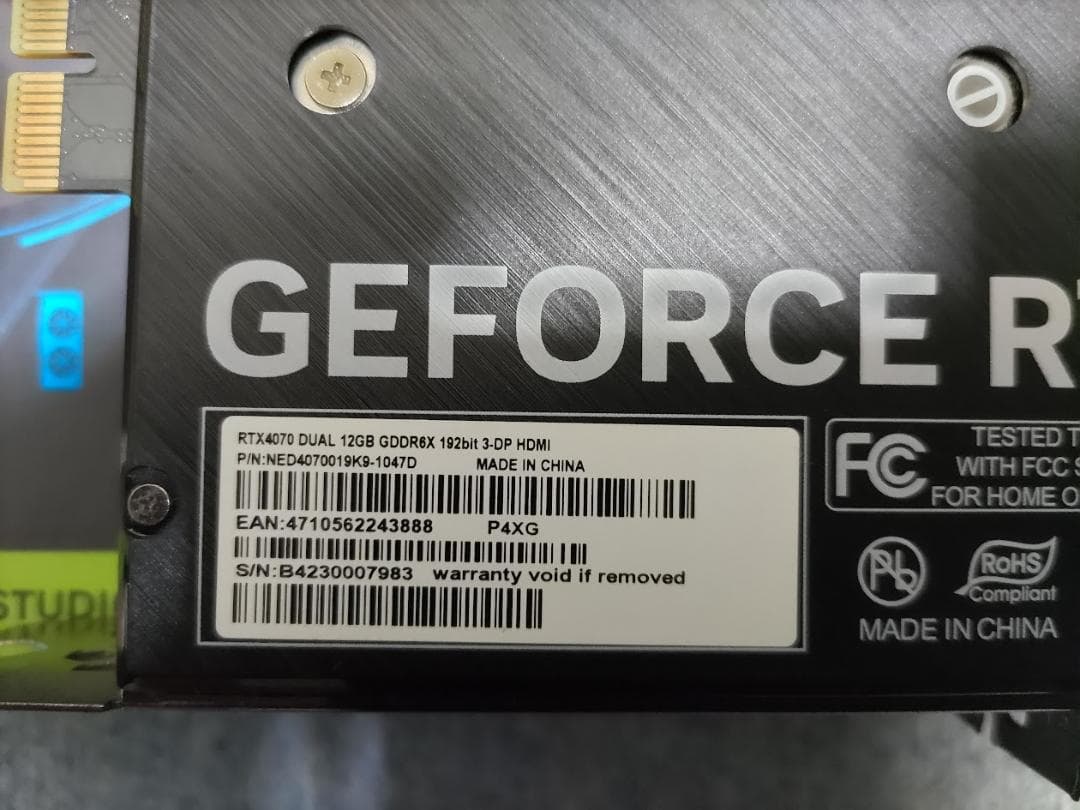 GEFORCE R
RTX4070 DUAL 12GB GDDR6X 192bit 3-DP HDMI
P/N:NED4070019K9-1047D MADE IN CHINA
EAN:4710562243888 P4XG
S/N:B4230007983 warranty void if removed
FC
TESTED T
WITH FCC S
FOR HOME O
Pb
RoHS
Compliant
MADE IN CHINA
STUDI